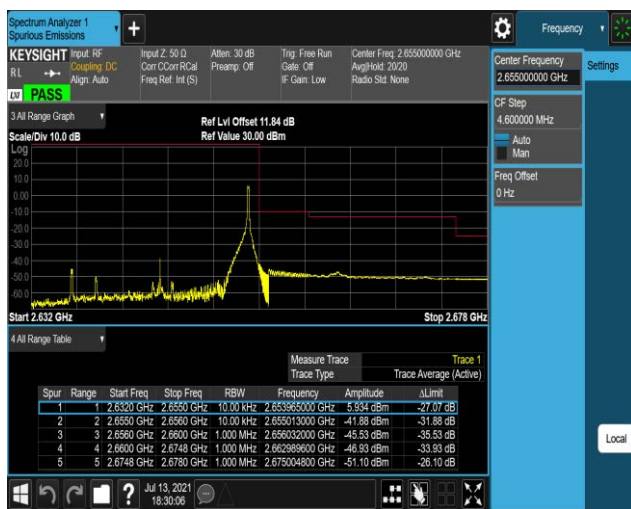 Spectrum Analyzer 1
Spurious Emissions
+
Frequency
KEYSIGHT
RL
LXI PASS
Input: RF
Coupling: DC
Align: Auto
Input Z: 50 Ω
Corr CCorr RCal
Freq Ref: Int (S)
Atten: 30 dB
Preamp: Off
Trig: Free Run
Gate: Off
IF Gain: Low
Center Freq: 2.655000000 GHz
Avg|Hold: 20/20
Radio Std: None
Center Frequency
2.655000000 GHz
Settings
CF Step
4.600000 MHz
Auto
Man
Freq Offset
0 Hz
Local
3 All Range Graph
Scale/Div 10.0 dB
Ref Lvl Offset 11.84 dB
Ref Value 30.00 dBm
Log
20.0
10.0
0.00
-10.0
-20.0
-30.0
-40.0
-50.0
-60.0
Start 2.632 GHz
Stop 2.678 GHz
4 All Range Table
Measure Trace Trace 1
Trace Type Trace Average (Active)
Spur Range Start Freq Stop Freq RBW Frequency Amplitude ΔLimit
1 1 2.6320 GHz 2.6550 GHz 10.00 kHz 2.653965000 GHz 5.934 dBm -27.07 dB
2 2 2.6550 GHz 2.6560 GHz 10.00 kHz 2.655013000 GHz -41.88 dBm -31.88 dB
3 3 2.6560 GHz 2.6600 GHz 1.000 MHz 2.656032000 GHz -45.53 dBm -35.53 dB
4 4 2.6600 GHz 2.6748 GHz 1.000 MHz 2.662989600 GHz -46.93 dBm -33.93 dB
5 5 2.6748 GHz 2.6780 GHz 1.000 MHz 2.675004800 GHz -51.10 dBm -26.10 dB
?
Jul 13, 2021
18:30:06